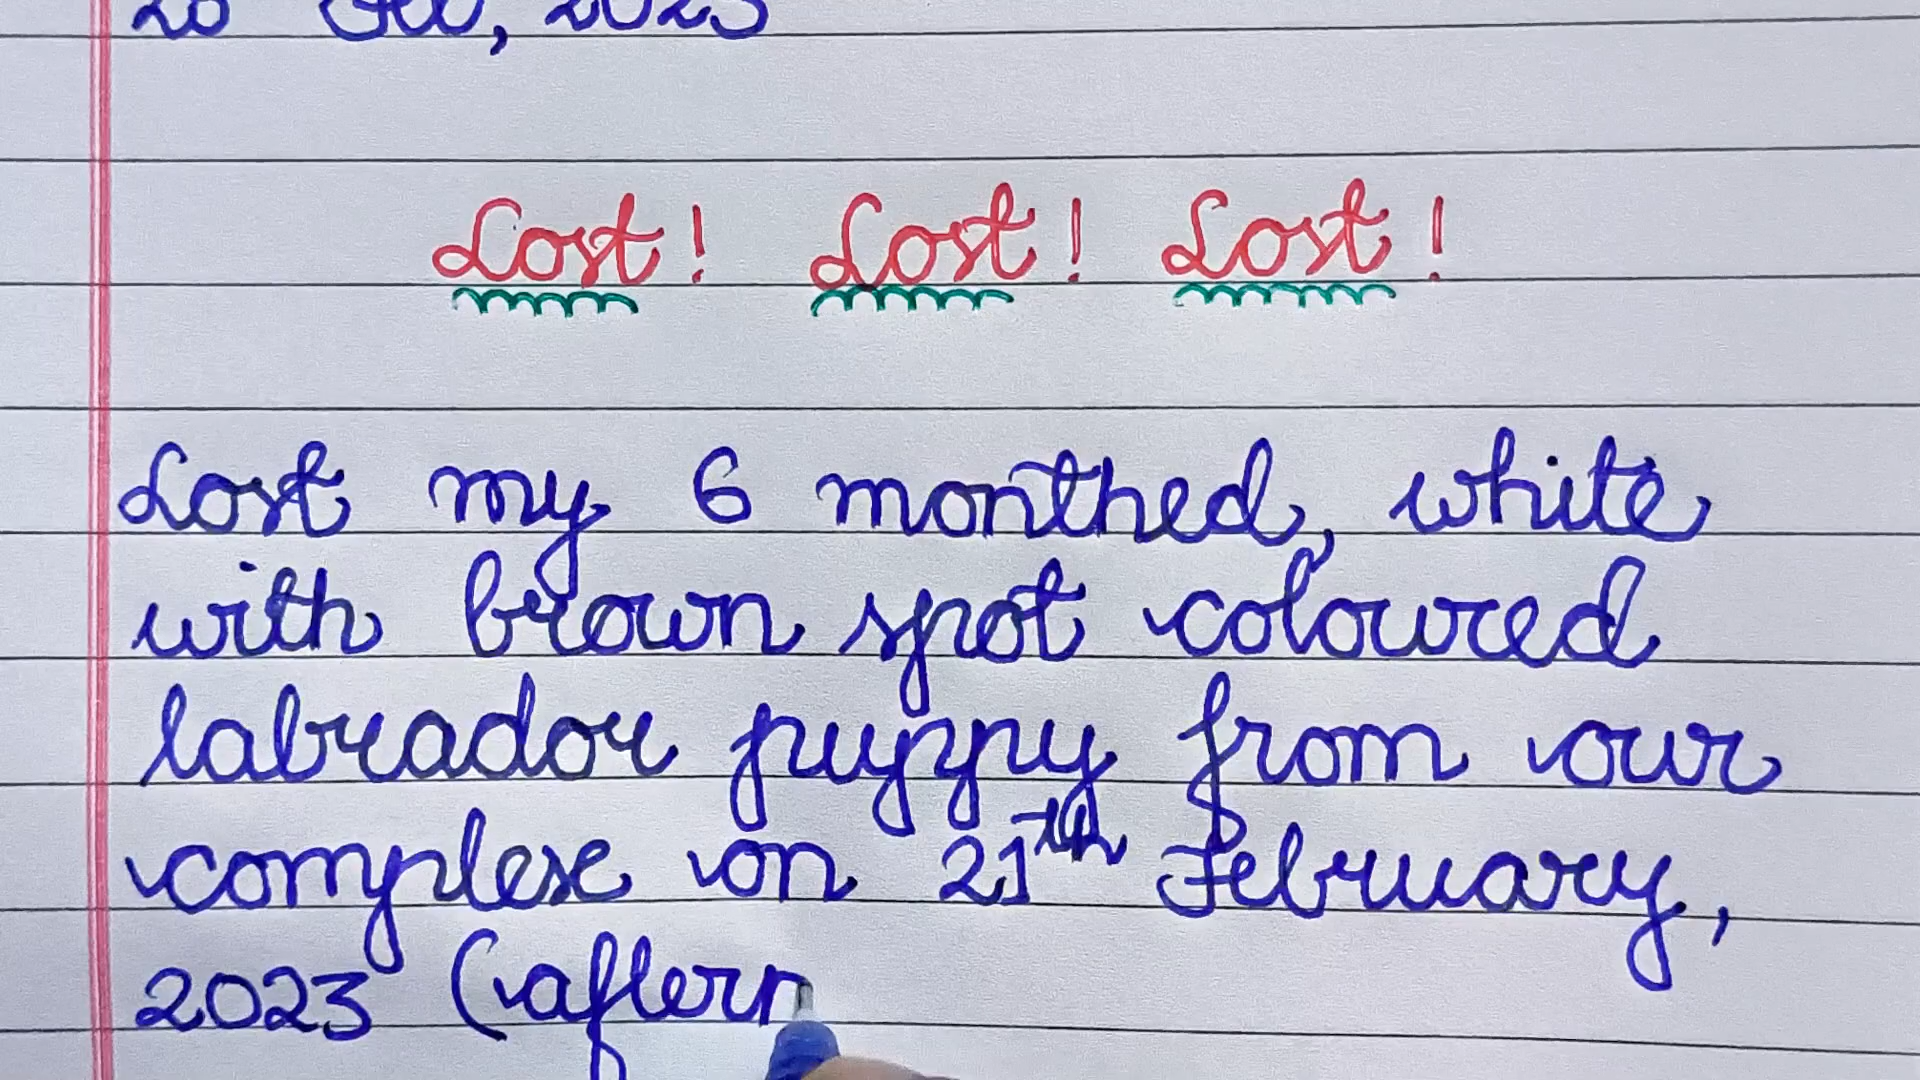 2023
Lost! Lost! Lost!
Lost my 6 monthed, white
with brown spot coloured
labrador puppy from our
complex on 21th February,
2023 (aftern